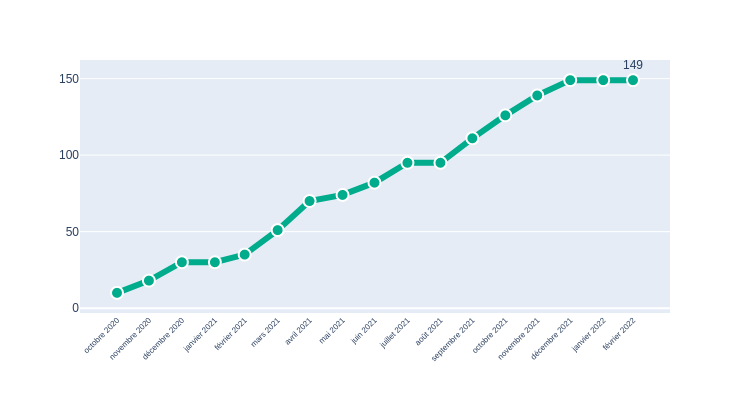 149
150
100
50
0
octobre 2020
novembre 2020
décembre 2020
janvier 2021
février 2021
mars 2021
avril 2021
mai 2021
juin 2021
juillet 2021
août 2021
septembre 2021
octobre 2021
novembre 2021
décembre 2021
janvier 2022
février 2022